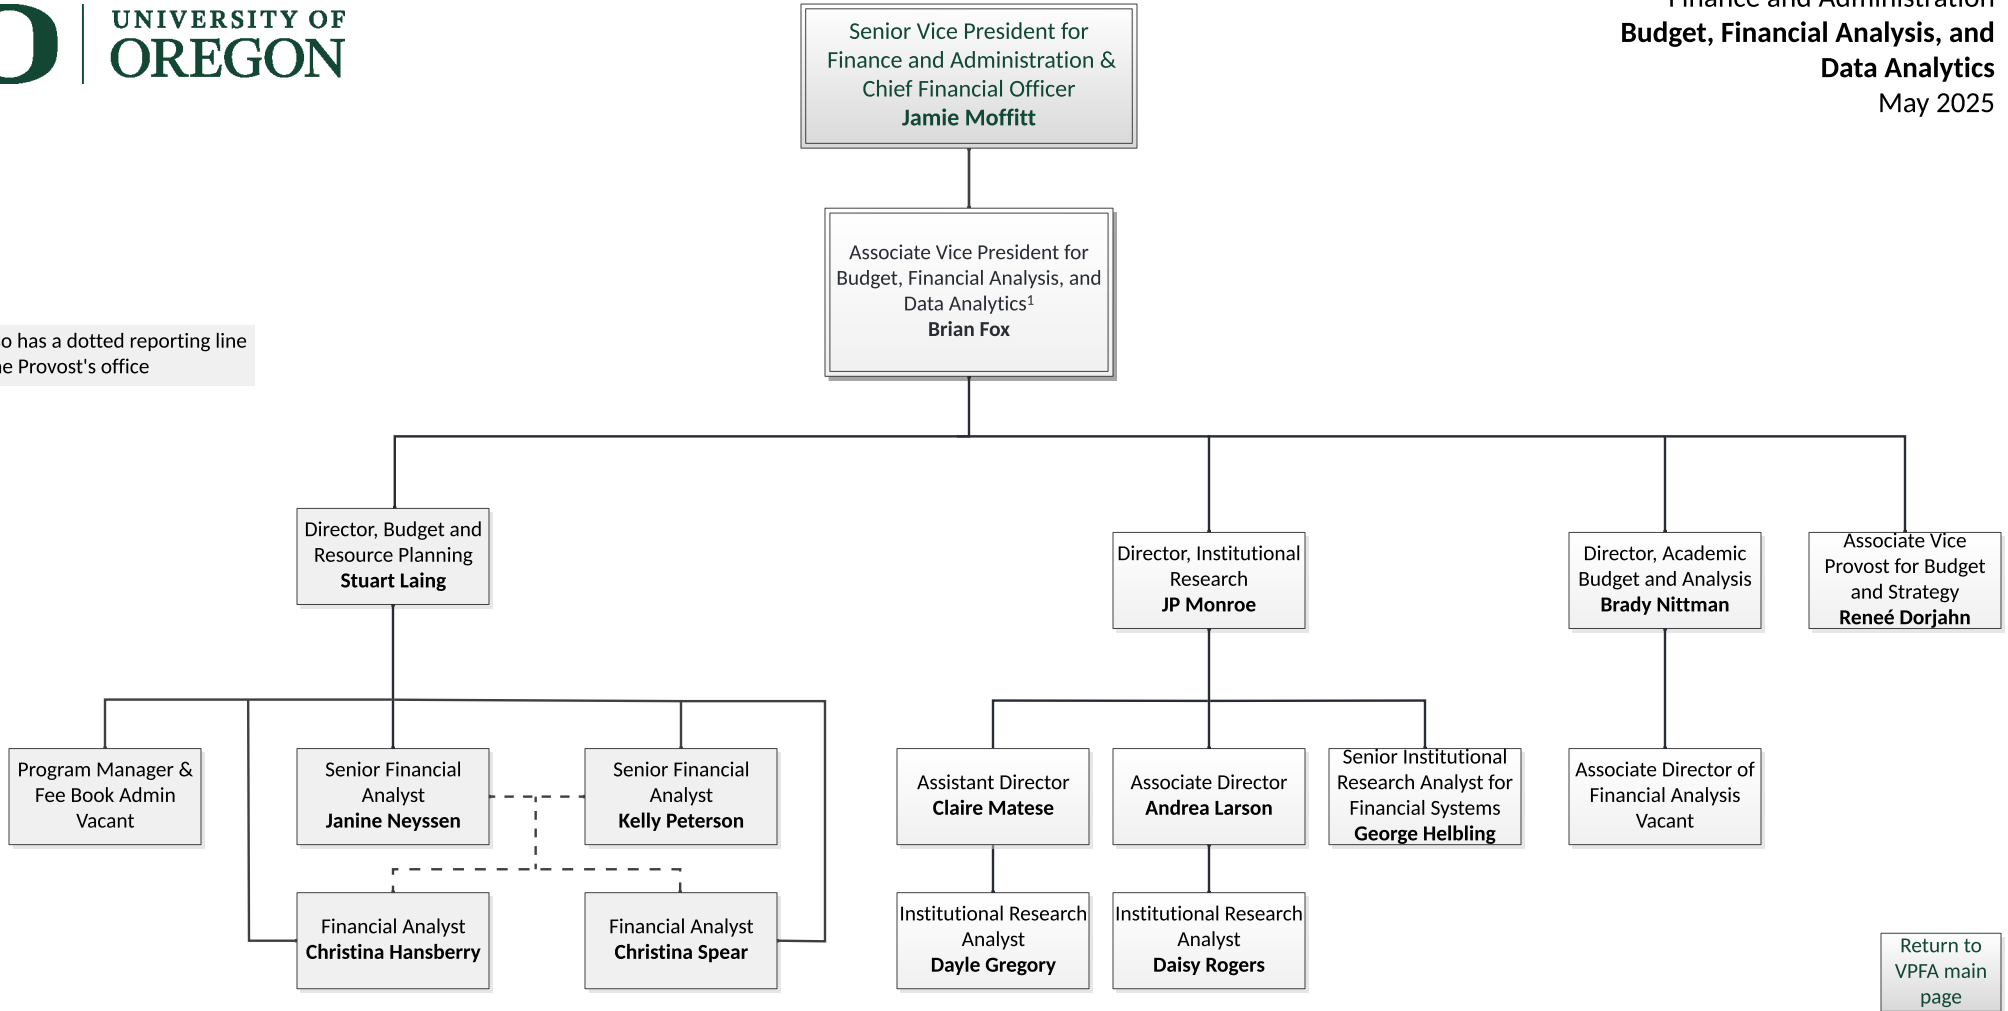 UNIVERSITY OF
OREGON
Finance and Administration
Budget, Financial Analysis, and
Data Analytics
May 2025
Senior Vice President for
Finance and Administration &
Chief Financial Officer
Jamie Moffitt
Associate Vice President for
Budget, Financial Analysis, and
Data Analytics¹
Brian Fox
has a dotted reporting line
Provost's office
Director, Budget and
Resource Planning
Stuart Laing
Director, Institutional
Research
JP Monroe
Director, Academic
Budget and Analysis
Brady Nittman
Associate Vice
Provost for Budget
and Strategy
Reneé Dorjahn
Program Manager &
Fee Book Admin
Vacant
Senior Financial
Analyst
Janine Neyssen
Senior Financial
Analyst
Kelly Peterson
Assistant Director
Claire Matese
Associate Director
Andrea Larson
Senior Institutional
Research Analyst for
Financial Systems
George Helbling
Associate Director of
Financial Analysis
Vacant
Financial Analyst
Christina Hansberry
Financial Analyst
Christina Spear
Institutional Research
Analyst
Dayle Gregory
Institutional Research
Analyst
Daisy Rogers
Return to
VPFA main
page